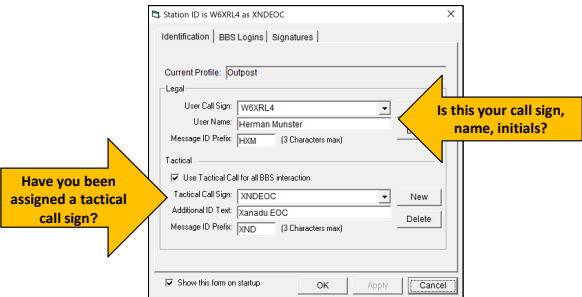 Station ID is W6XRL4 as XNDEOC
Identification BBS Logins Signatures
Current Profile: Outpost
Legal
User Call Sign: W6XRL4
User Name: Herman Munster
Message ID Prefix: HXM (3 Characters max)
Is this your call sign,
name, initials?
Tactical
Use Tactical Call for all BBS interaction
Tactical Call Sign: XNDEOC New
Additional ID Text: Xanadu EOC
Delete
Message ID Prefix: XND (3 Characters max)
Have you been
assigned a tactical
call sign?
Show this form on startup OK Apply Cancel